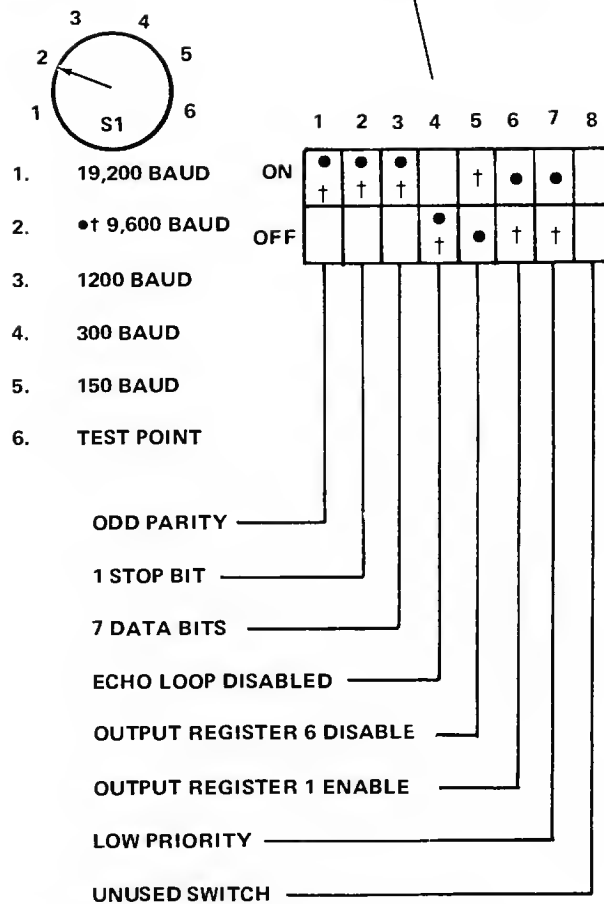 3 4
2 5
1 6
S1
1 2 3 4 5 6 7 8
1. 19,200 BAUD
ON ● ● ● † ● ●
† † †
2. ●† 9,600 BAUD
OFF ● ● † †
†
3. 1200 BAUD
4. 300 BAUD
5. 150 BAUD
6. TEST POINT
ODD PARITY
1 STOP BIT
7 DATA BITS
ECHO LOOP DISABLED
OUTPUT REGISTER 6 DISABLE
OUTPUT REGISTER 1 ENABLE
LOW PRIORITY
UNUSED SWITCH